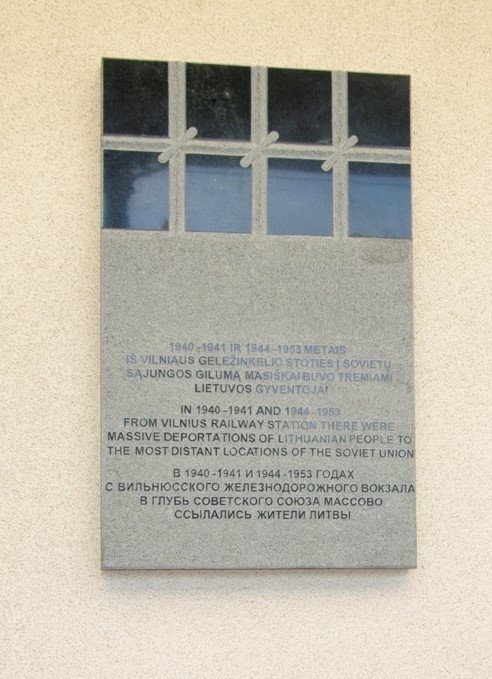 1940-1941 IR 1944-1953 METAIS
IŠ VILNIAUS GELEŽINKELIO STOTIES Į SOVIETŲ
SĄJUNGOS GILUMĄ MASIŠKAI BUVO TREMIAMI
LIETUVOS GYVENTOJAI
IN 1940-1941 AND 1944-1953
FROM VILNIUS RAILWAY STATION THERE WERE
MASSIVE DEPORTATIONS OF LITHUANIAN PEOPLE TO
THE MOST DISTANT LOCATIONS OF THE SOVIET UNION
В 1940-1941 И 1944-1953 ГОДАХ
С ВИЛЬНЮССКОГО ЖЕЛЕЗНОДОРОЖНОГО ВОКЗАЛА
В ГЛУБЬ СОВЕТСКОГО СОЮЗА МАССОВО
ССЫЛАЛИСЬ ЖИТЕЛИ ЛИТВЫ